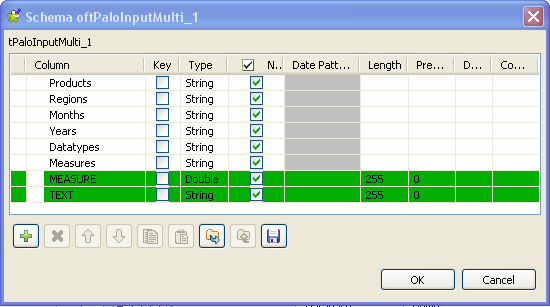 Schema oftPaloInputMulti_1
tPaloInputMulti_1
Column Key Type N... Date Patt... Length Pre... D... Co...
Products String
Regions String
Months String
Years String
Datatypes String
Measures String
MEASURE Double 255 0
TEXT String 255 0
OK Cancel